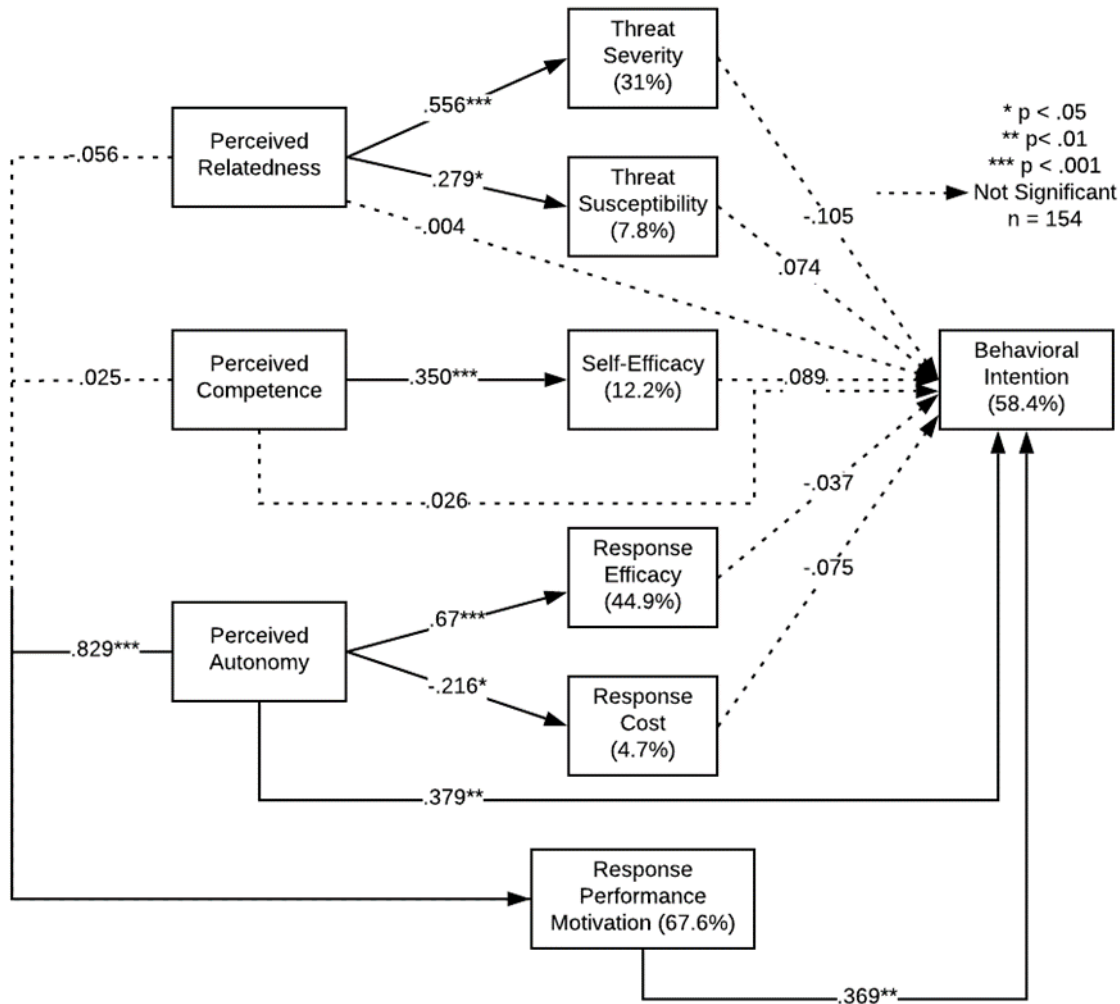 Threat
Severity
(31%)
.556***
* p < .05
** p< .01
*** p < .001
Not Significant
n = 154
Perceived
Relatedness
-.056
.279*
Threat
Susceptibility
(7.8%)
-.105
-.004
.074
Perceived
Competence
.025
.350***
Self-Efficacy
(12.2%)
.089
Behavioral
Intention
(58.4%)
.026
-.037
Response
Efficacy
(44.9%)
-.075
.67***
Perceived
Autonomy
.829***
-.216*
Response
Cost
(4.7%)
.379**
Response
Performance
Motivation (67.6%)
.369**